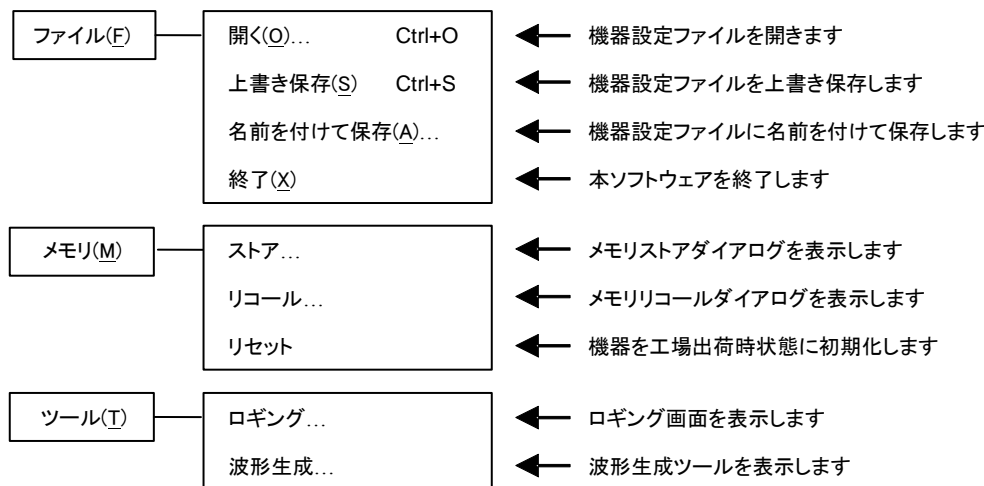 ファイル(F) 開く(O)... Ctrl+O 機器設定ファイルを開きます
上書き保存(S) Ctrl+S 機器設定ファイルを上書き保存します
名前を付けて保存(A)... 機器設定ファイルに名前を付けて保存します
終了(X) 本ソフトウェアを終了します
メモリ(M) ストア... メモリストアダイアログを表示します
リコール... メモリリコールダイアログを表示します
リセット 機器を工場出荷時状態に初期化します
ツール(T) ロギング... ロギング画面を表示します
波形生成... 波形生成ツールを表示します